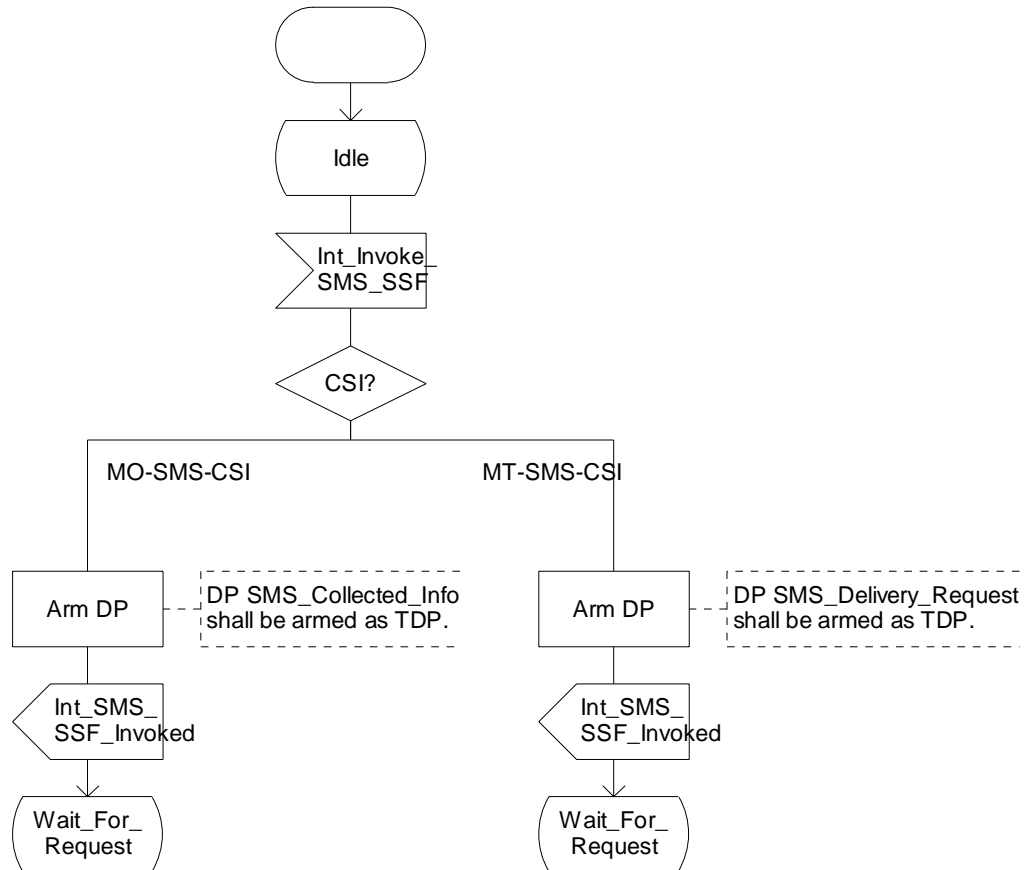 Idle
Int_Invoke_
SMS_SSF
CSI?
MO-SMS-CSI
MT-SMS-CSI
Arm DP
DP SMS_Collected_Info
shall be armed as TDP.
Arm DP
DP SMS_Delivery_Request
shall be armed as TDP.
Int_SMS_
SSF_Invoked
Int_SMS_
SSF_Invoked
Wait_For_
Request
Wait_For_
Request